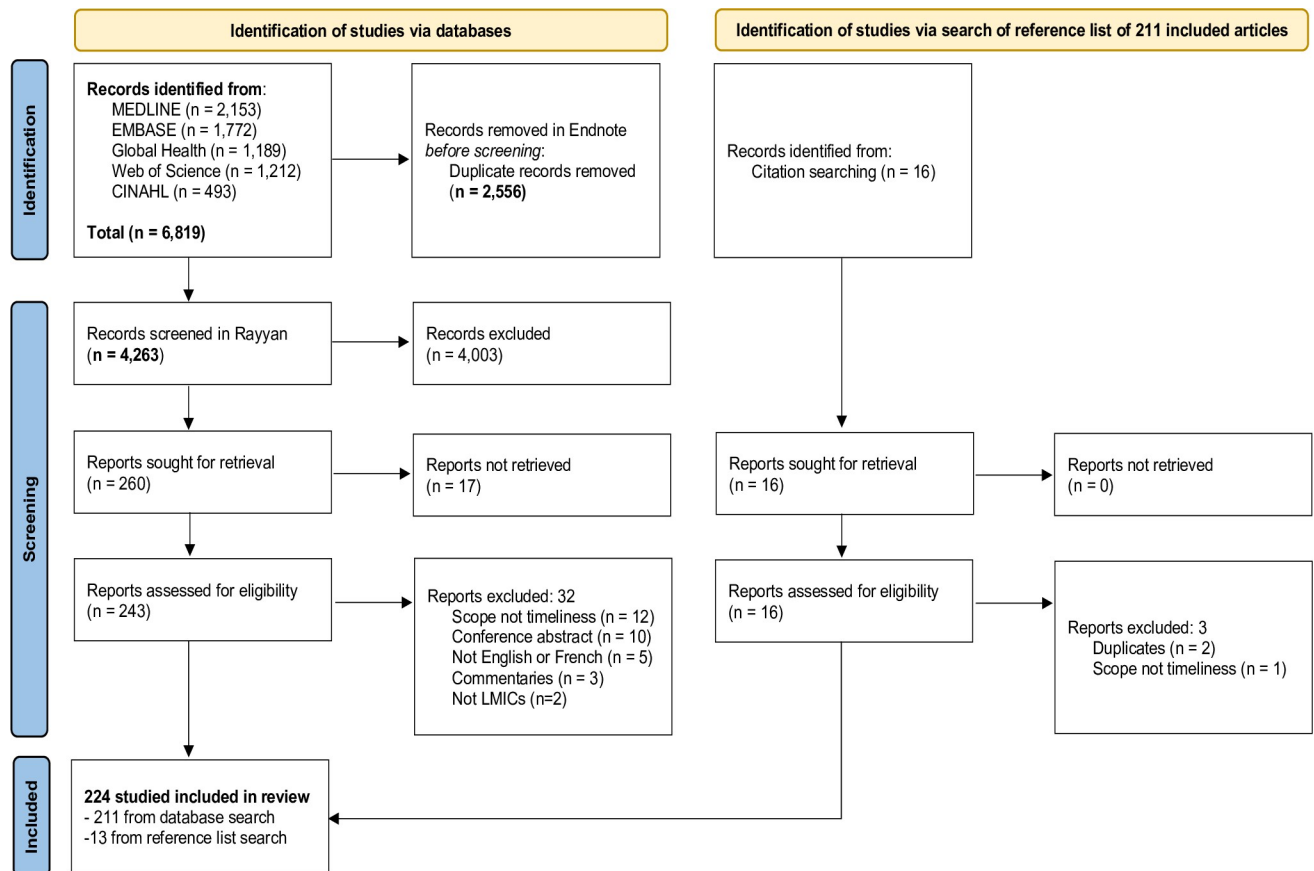 Identification of studies via databases
Identification of studies via search of reference list of 211 included articles
Identification
Records identified from:
MEDLINE (n = 2,153)
EMBASE (n = 1,772)
Global Health (n = 1,189)
Web of Science (n = 1,212)
CINAHL (n = 493)
Total (n = 6,819)
Records removed in Endnote
before screening:
Duplicate records removed
(n = 2,556)
Records identified from:
Citation searching (n = 16)
Screening
Records screened in Rayyan
(n = 4,263)
Records excluded
(n = 4,003)
Reports sought for retrieval
(n = 260)
Reports not retrieved
(n = 17)
Reports sought for retrieval
(n = 16)
Reports not retrieved
(n = 0)
Reports assessed for eligibility
(n = 243)
Reports excluded: 32
Scope not timeliness (n = 12)
Conference abstract (n = 10)
Not English or French (n = 5)
Commentaries (n = 3)
Not LMICs (n=2)
Reports assessed for eligibility
(n = 16)
Reports excluded: 3
Duplicates (n = 2)
Scope not timeliness (n = 1)
Included
224 studied included in review
- 211 from database search
-13 from reference list search